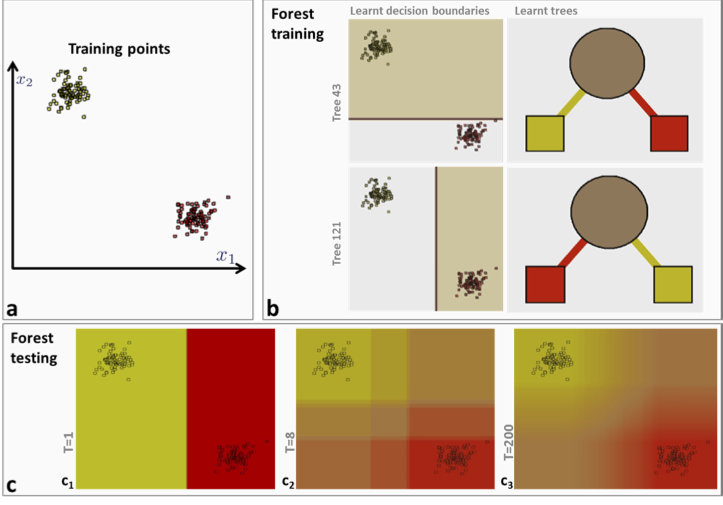 Training points
x₂
x₁
a
Forest
training
Learnt decision boundaries
Learnt trees
Tree 43
Tree 121
b
Forest
testing
T=1
c₁
T=8
c₂
T=200
c₃
c